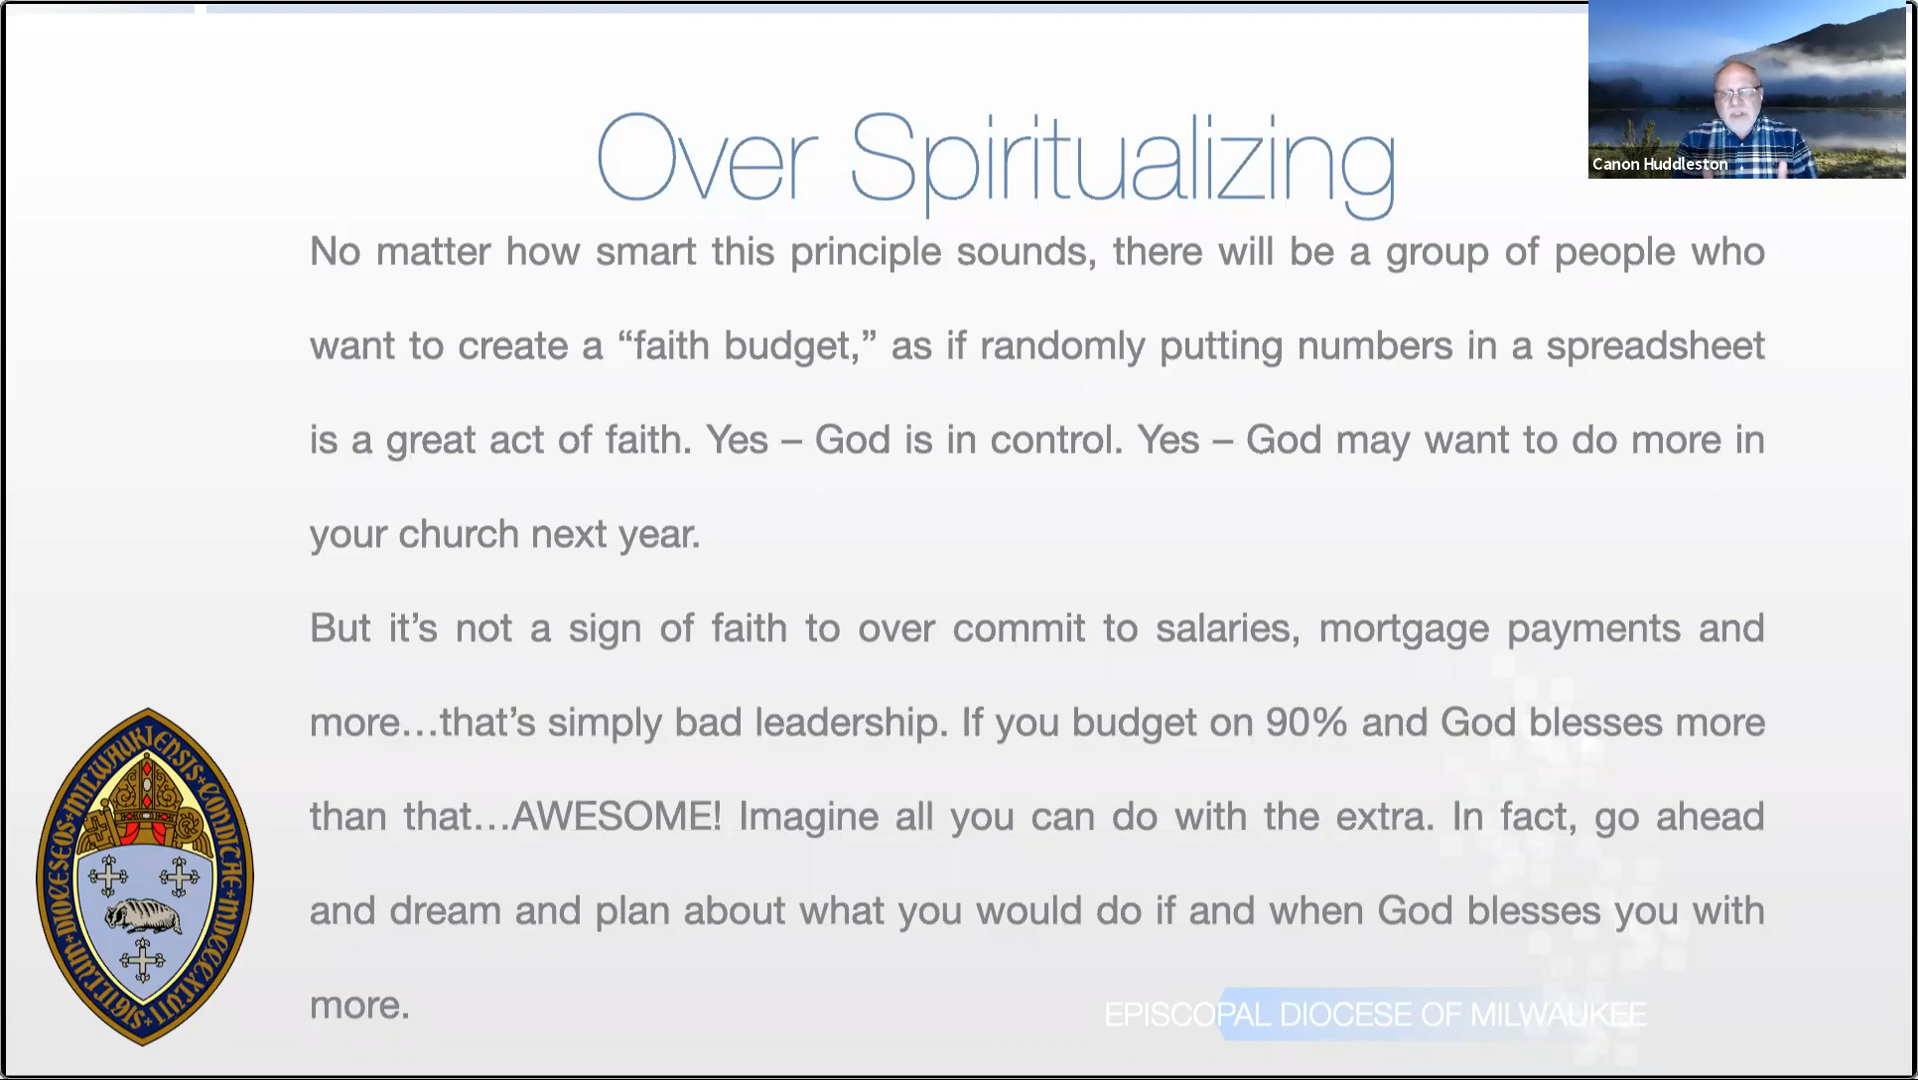 Over Spiritualizing
Canon Huddleston
No matter how smart this principle sounds, there will be a group of people who
want to create a “faith budget,” as if randomly putting numbers in a spreadsheet
is a great act of faith. Yes – God is in control. Yes – God may want to do more in
your church next year.
But it’s not a sign of faith to over commit to salaries, mortgage payments and
more…that’s simply bad leadership. If you budget on 90% and God blesses more
than that…AWESOME! Imagine all you can do with the extra. In fact, go ahead
and dream and plan about what you would do if and when God blesses you with
more.
EPISCOPAL DIOCESE OF MILWAUKEE
SIGILLUM DIOESEOS MILWAUKIENSIS